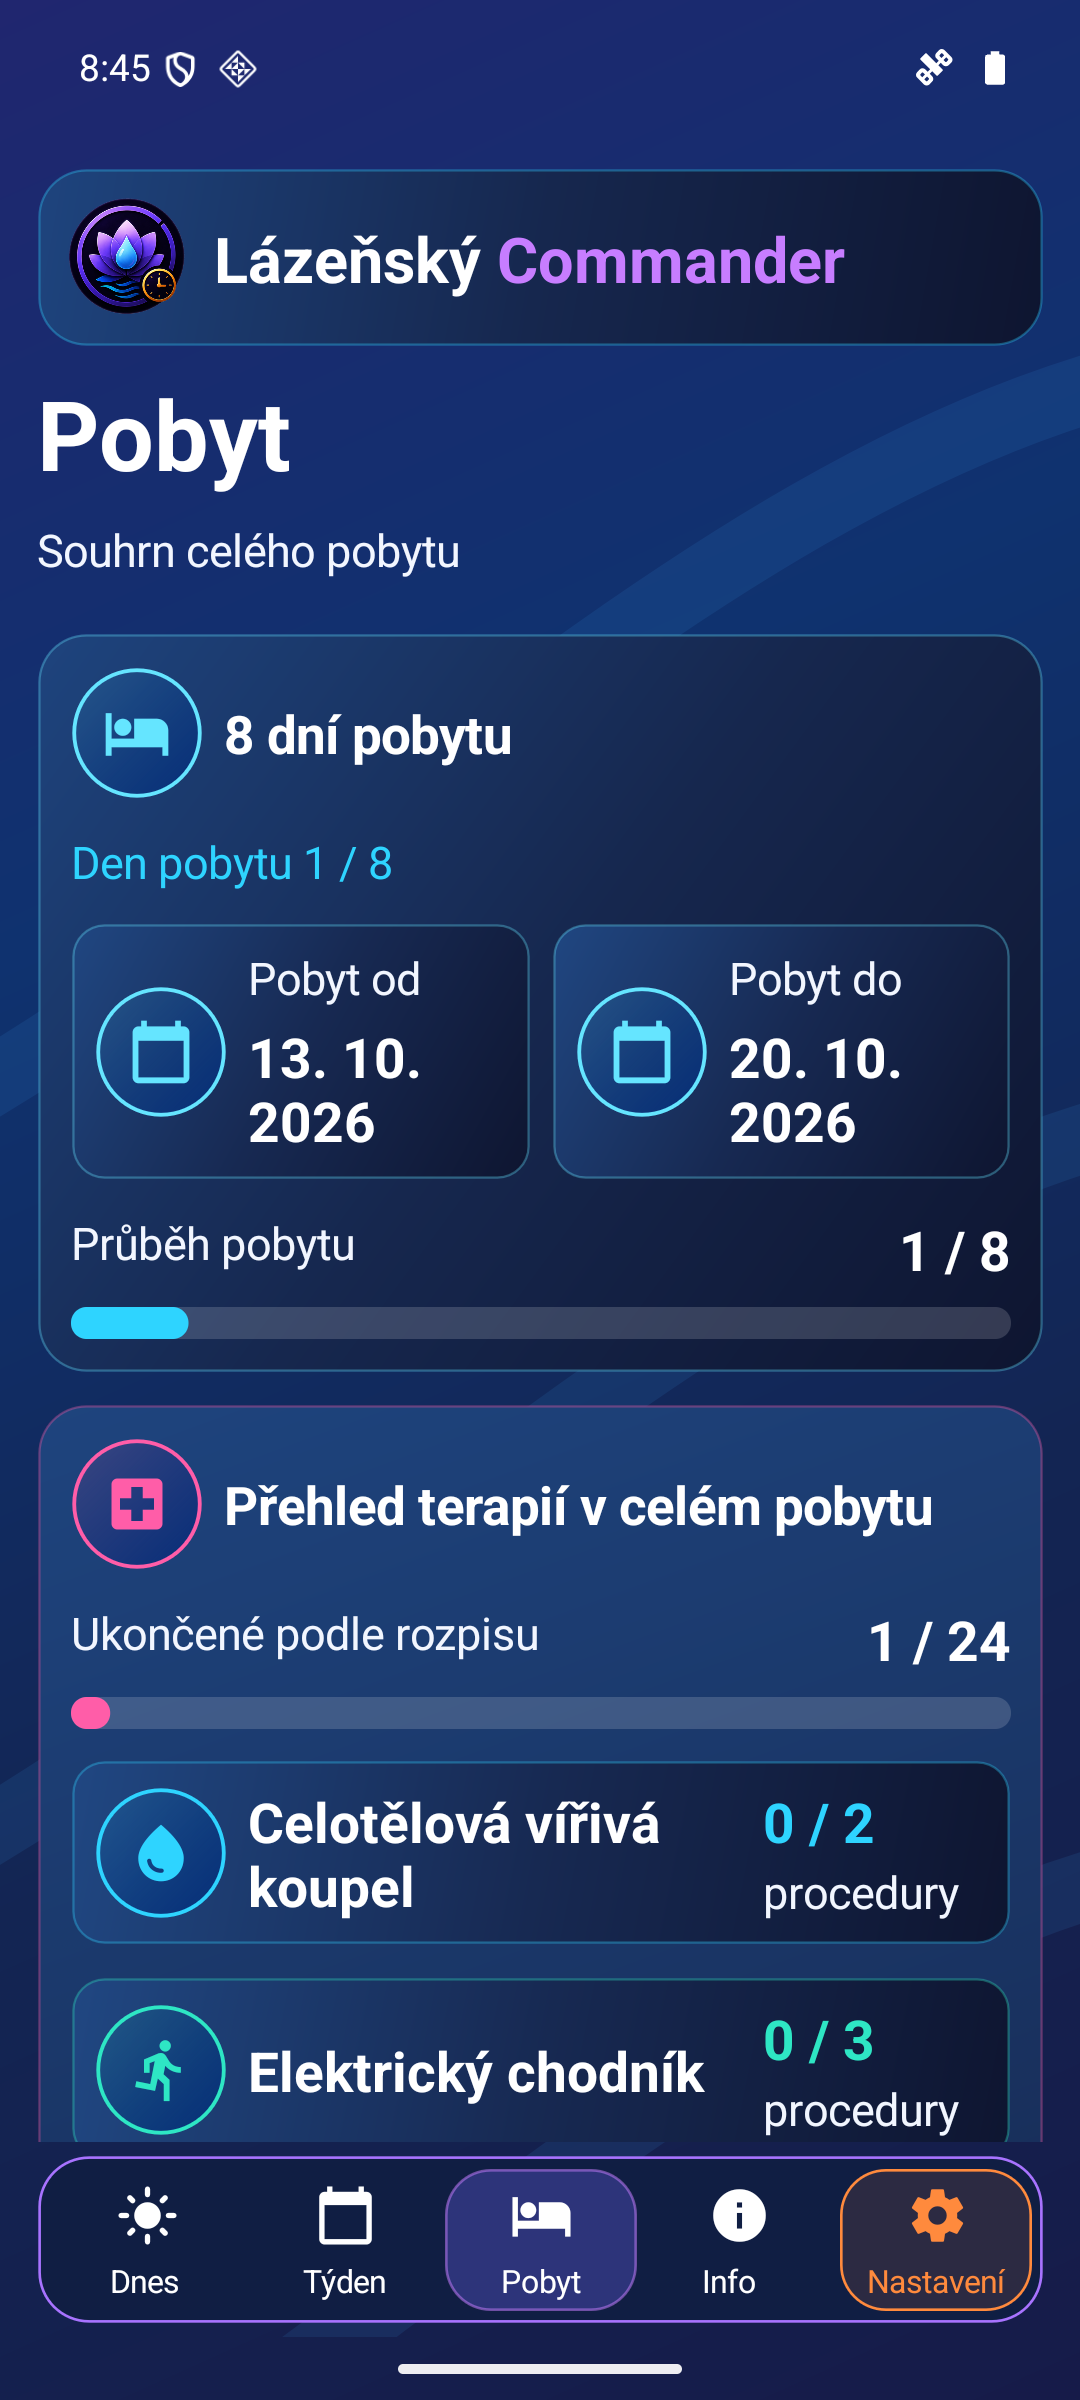 8:45
Lázeňský Commander
Pobyt
Souhrn celého pobytu
8 dní pobytu
Den pobytu 1 / 8
Pobyt od
13. 10.
2026
Pobyt do
20. 10.
2026
Průběh pobytu
1 / 8
Přehled terapií v celém pobytu
Ukončené podle rozpisu
1 / 24
Celotělová vířivá
koupel
0 / 2
procedury
Elektrický chodník
0 / 3
procedury
Dnes
Týden
Pobyt
Info
Nastavení